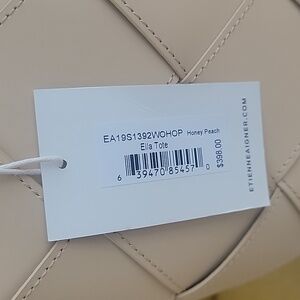 EA19S1392WOHOP Honey Peach
Ella Tote
$398.00
6 39470 85457 0
ETIENNEAIGNER.COM